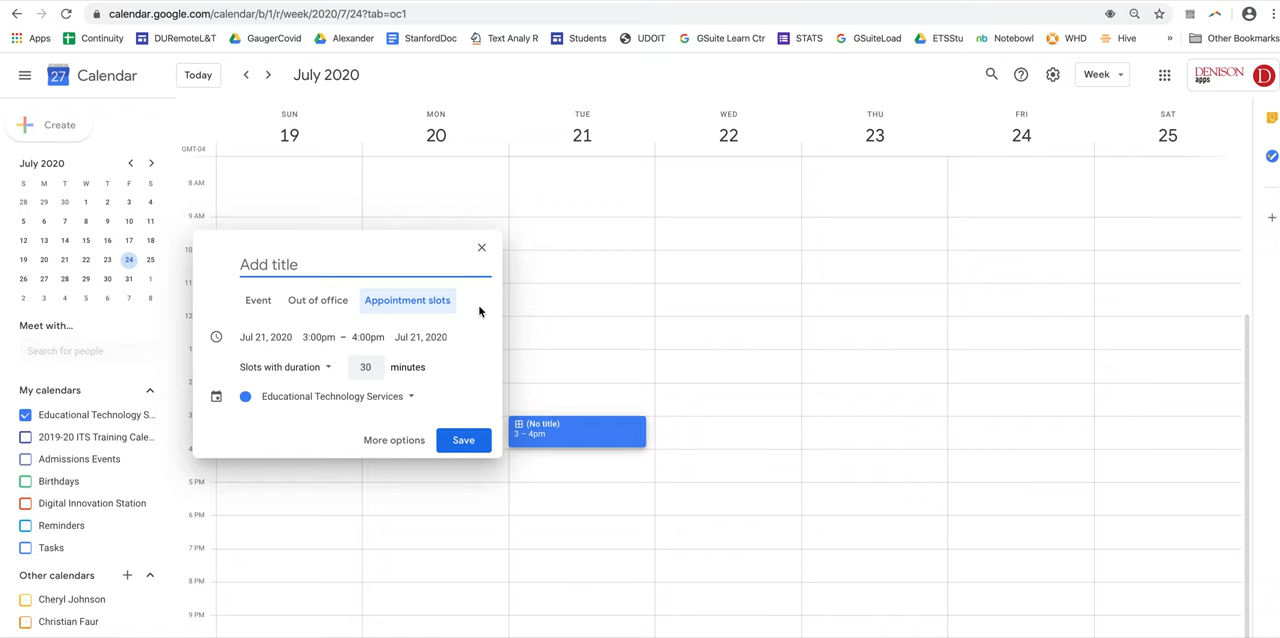 calendar.google.com/calendar/b/1/r/week/2020/7/24?tab=oc1
Apps Continuity DURemoteL&T GaugerCovid Alexander StanfordDoc Text Analy R Students UDOIT GSuite Learn Ctr STATS GSuiteLoad ETSStu nb Notebowl WHD Hive » Other Bookmarks
27 Calendar Today July 2020 Week DENISON apps D
SUN MON TUE WED THU FRI SAT
19 20 21 22 23 24 25
GMT-04
Create
July 2020
S M T W T F S
28 29 30 1 2 3 4
5 6 7 8 9 10 11
12 13 14 15 16 17 18
19 20 21 22 23 24 25
26 27 28 29 30 31 1
2 3 4 5 6 7 8
Meet with...
Search for people
My calendars
Educational Technology S...
2019-20 ITS Training Cale...
Admissions Events
Birthdays
Digital Innovation Station
Reminders
Tasks
Other calendars
Cheryl Johnson
Christian Faur
8 AM
9 AM
10
11
12
1
2
3
4
5 PM
6 PM
7 PM
8 PM
9 PM
Add title
Event Out of office Appointment slots
Jul 21, 2020 3:00pm – 4:00pm Jul 21, 2020
Slots with duration 30 minutes
Educational Technology Services
More options Save
(No title)
3 – 4pm